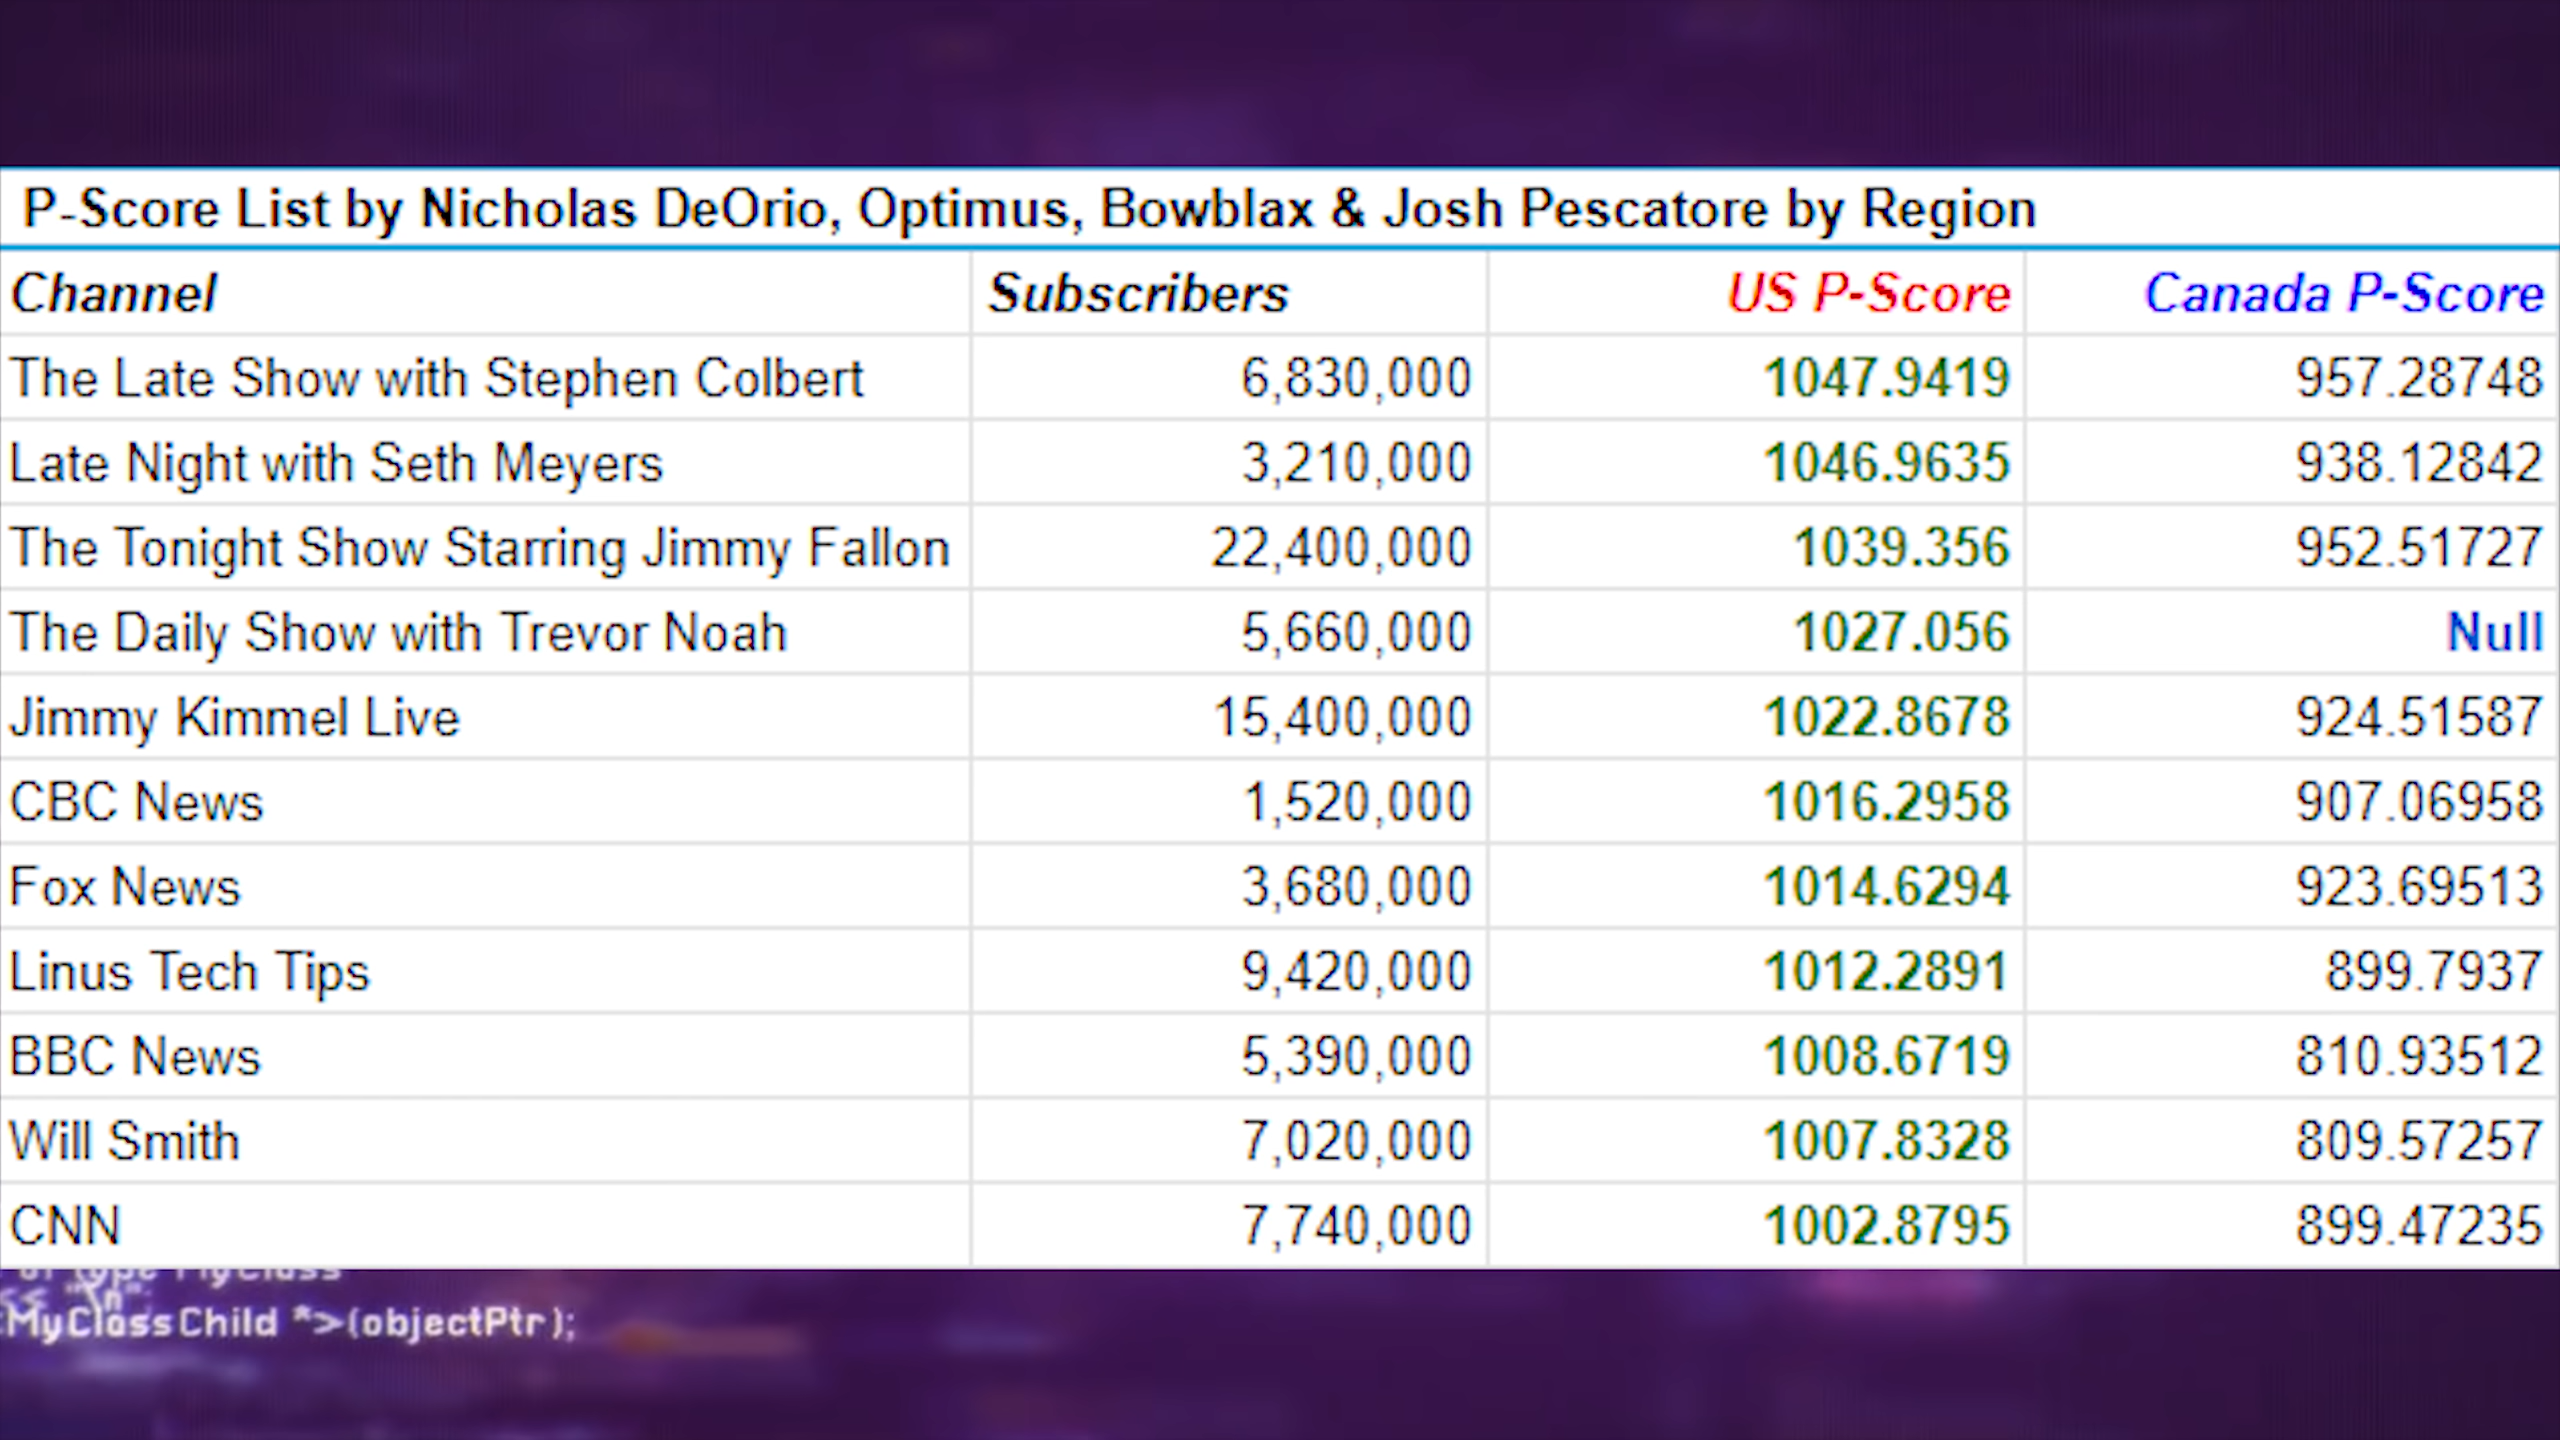 P-Score List by Nicholas DeOrio, Optimus, Bowblax & Josh Pescatore by Region
Channel Subscribers US P-Score Canada P-Score
The Late Show with Stephen Colbert 6,830,000 1047.9419 957.28748
Late Night with Seth Meyers 3,210,000 1046.9635 938.12842
The Tonight Show Starring Jimmy Fallon 22,400,000 1039.356 952.51727
The Daily Show with Trevor Noah 5,660,000 1027.056 Null
Jimmy Kimmel Live 15,400,000 1022.8678 924.51587
CBC News 1,520,000 1016.2958 907.06958
Fox News 3,680,000 1014.6294 923.69513
Linus Tech Tips 9,420,000 1012.2891 899.7937
BBC News 5,390,000 1008.6719 810.93512
Will Smith 7,020,000 1007.8328 809.57257
CNN 7,740,000 1002.8795 899.47235
of type MyClass
<< "\n";
MyClassChild *>(objectPtr);